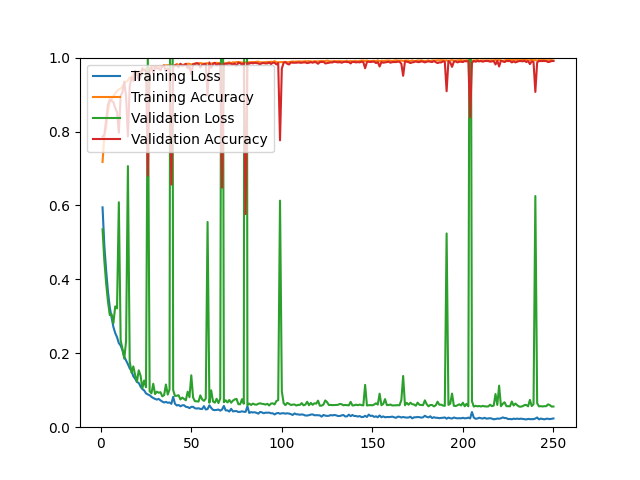 1.0
0.8
0.6
0.4
0.2
0.0
Training Loss
Training Accuracy
Validation Loss
Validation Accuracy
0 50 100 150 200 250